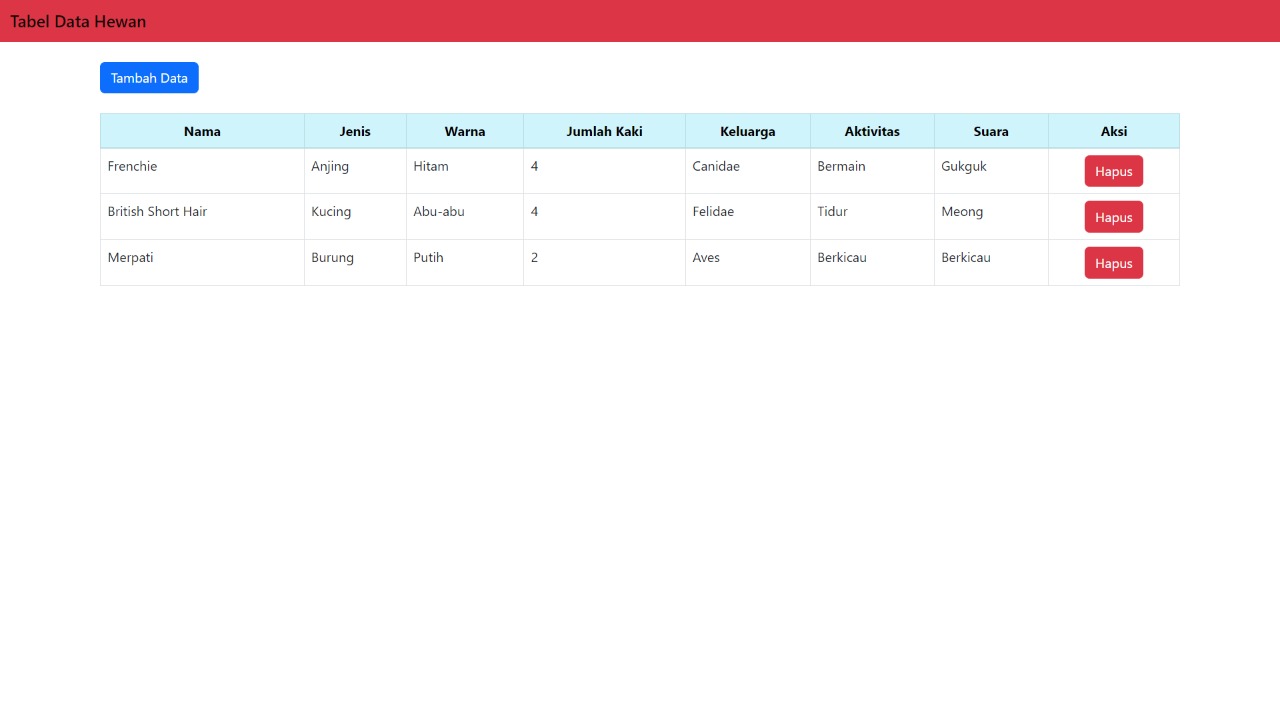 Tabel Data Hewan
Tambah Data
Nama Jenis Warna Jumlah Kaki Keluarga Aktivitas Suara Aksi
Frenchie Anjing Hitam 4 Canidae Bermain Gukguk Hapus
British Short Hair Kucing Abu-abu 4 Felidae Tidur Meong Hapus
Merpati Burung Putih 2 Aves Berkicau Berkicau Hapus